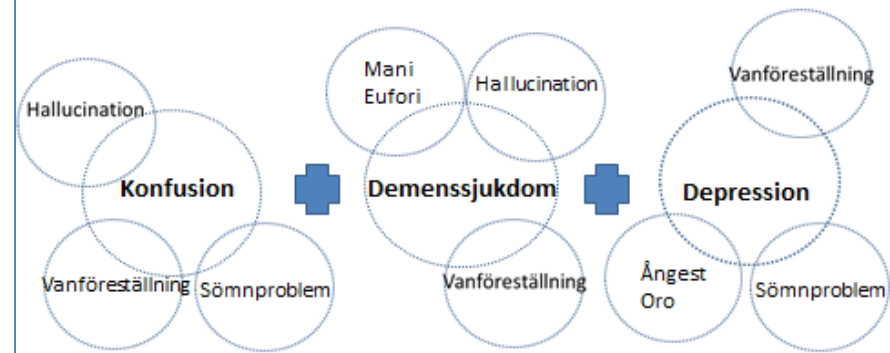 Hallucination
Konfusion
Vanföreställning
Sömnproblem
Mani
Eufori
Hallucination
Demenssjukdom
Vanföreställning
Vanföreställning
Depression
Ångest
Oro
Sömnproblem